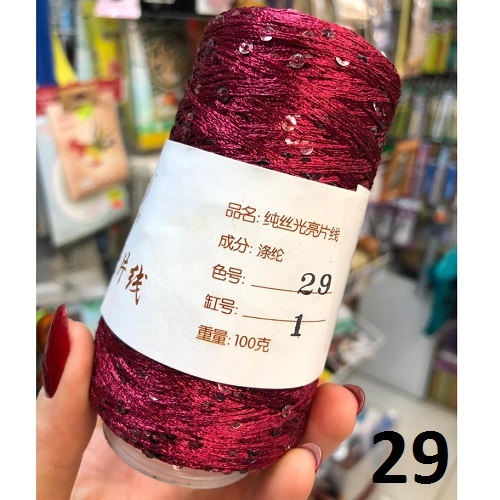 品名: 纯丝光亮片线
成分: 涤纶
色号: 29
缸号: 1
重量: 100克
片线
29